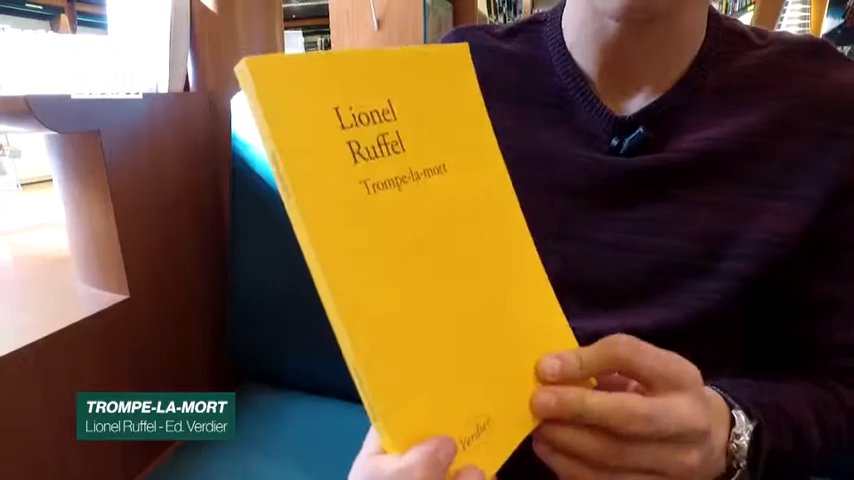 Lionel
Ruffel
Trompe-la-mort
Verdier
TROMPE-LA-MORT
Lionel Ruffel - Ed. Verdier